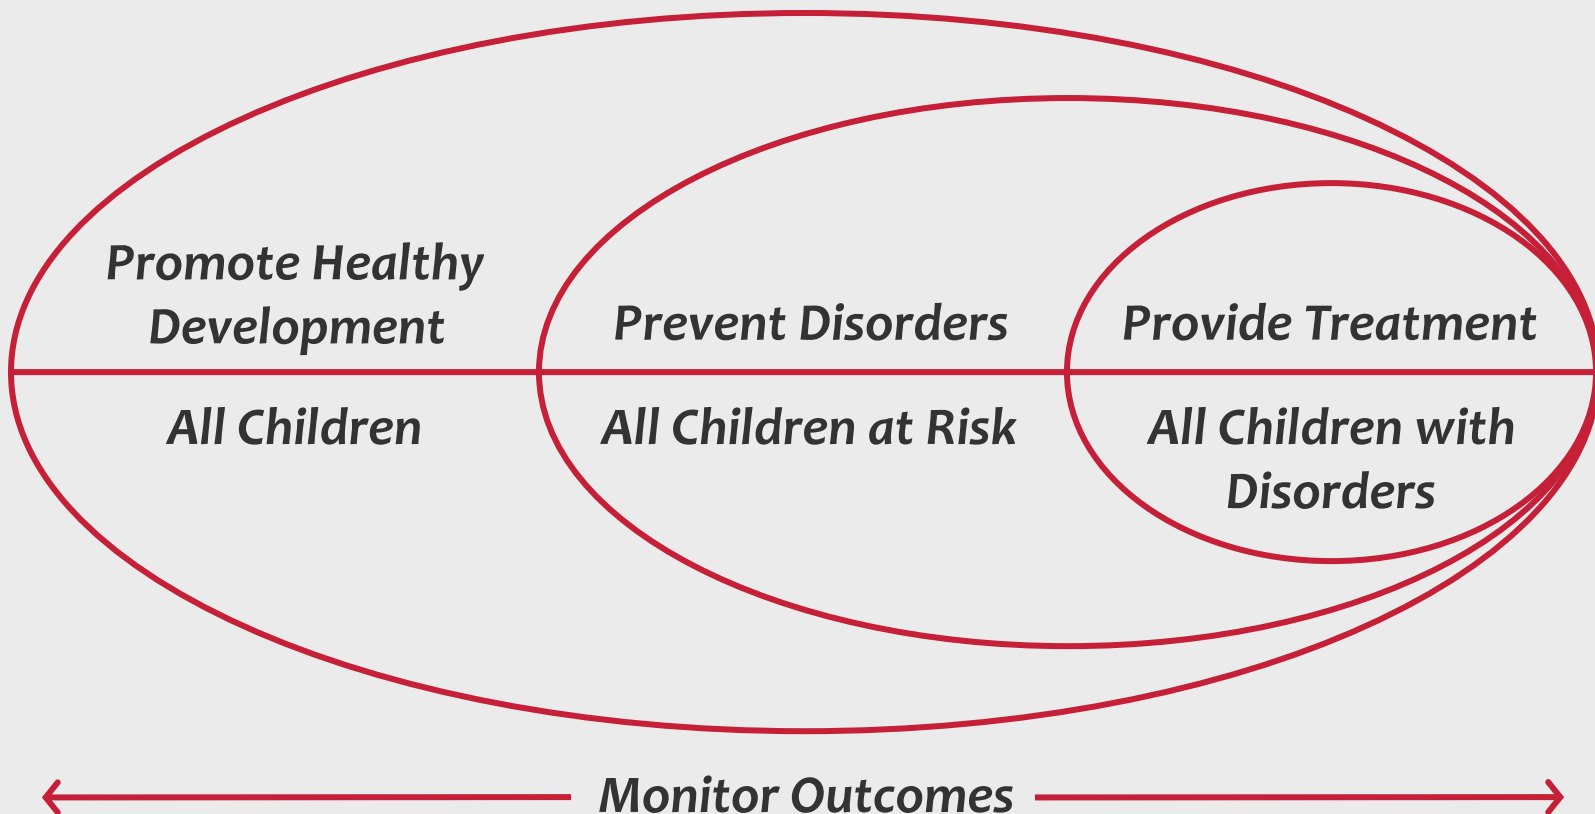 Promote Healthy
Development
All Children
Prevent Disorders
All Children at Risk
Provide Treatment
All Children with
Disorders
Monitor Outcomes